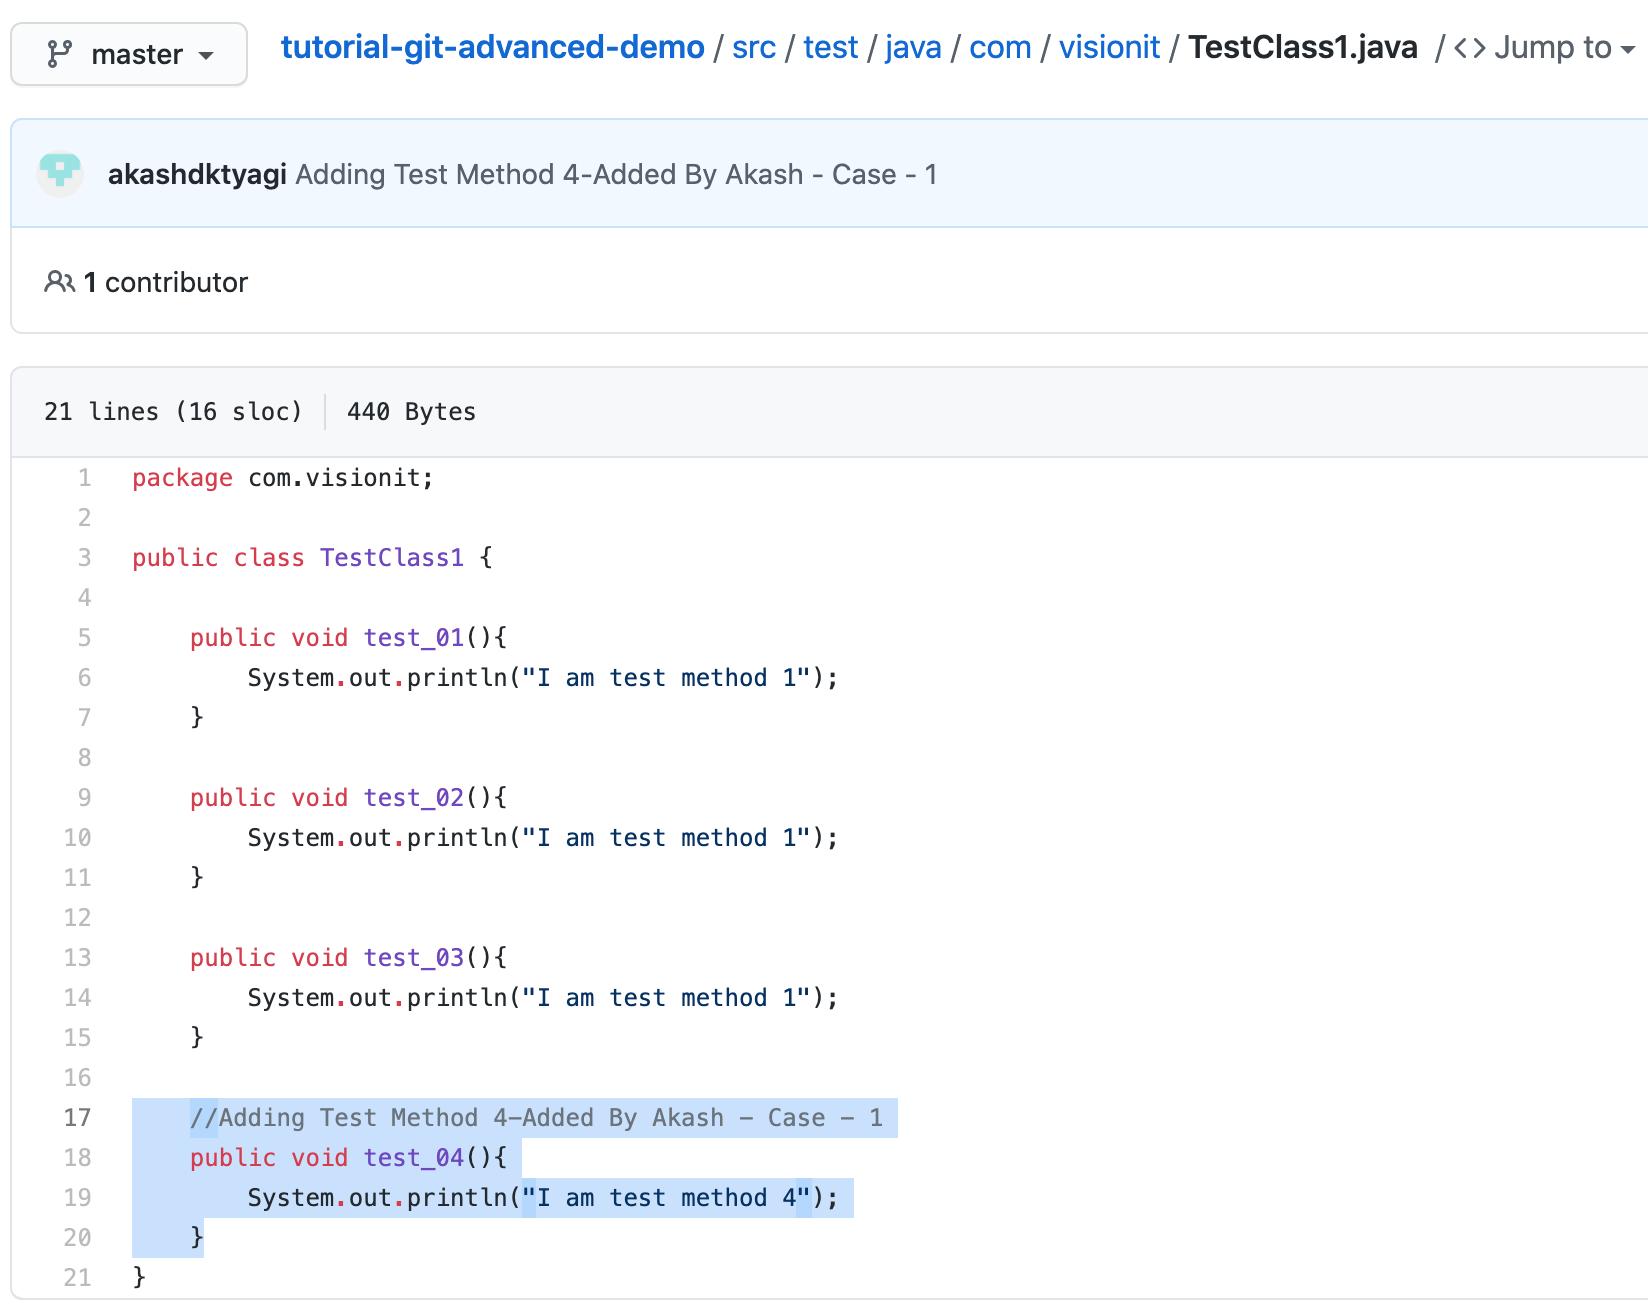 master tutorial-git-advanced-demo / src / test / java / com / visionit / TestClass1.java / <> Jump to
akashdktyagi Adding Test Method 4-Added By Akash - Case - 1
1 contributor
21 lines (16 sloc) 440 Bytes
1 package com.visionit;
2
3 public class TestClass1 {
4
5     public void test_01(){
6         System.out.println("I am test method 1");
7     }
8
9     public void test_02(){
10         System.out.println("I am test method 1");
11     }
12
13     public void test_03(){
14         System.out.println("I am test method 1");
15     }
16
17     //Adding Test Method 4-Added By Akash - Case - 1
18     public void test_04(){
19         System.out.println("I am test method 4");
20     }
21 }